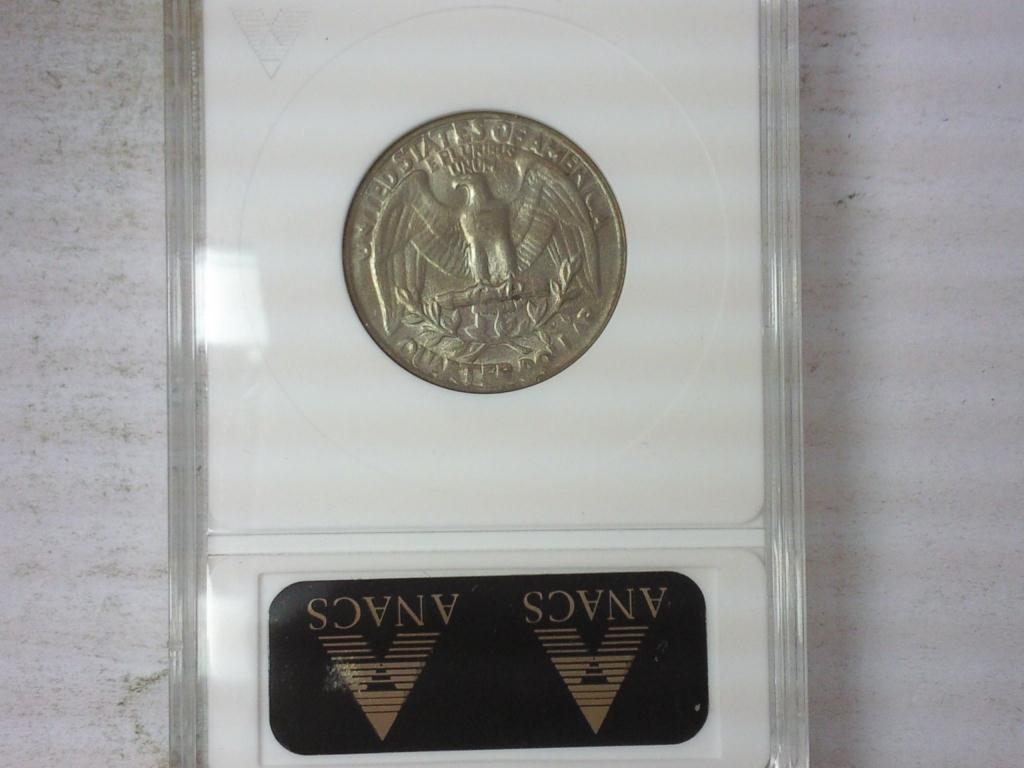 UNITED STATES OF AMERICA
E PLURIBUS
UNUM
QUARTER DOLLAR
ANACS ANACS